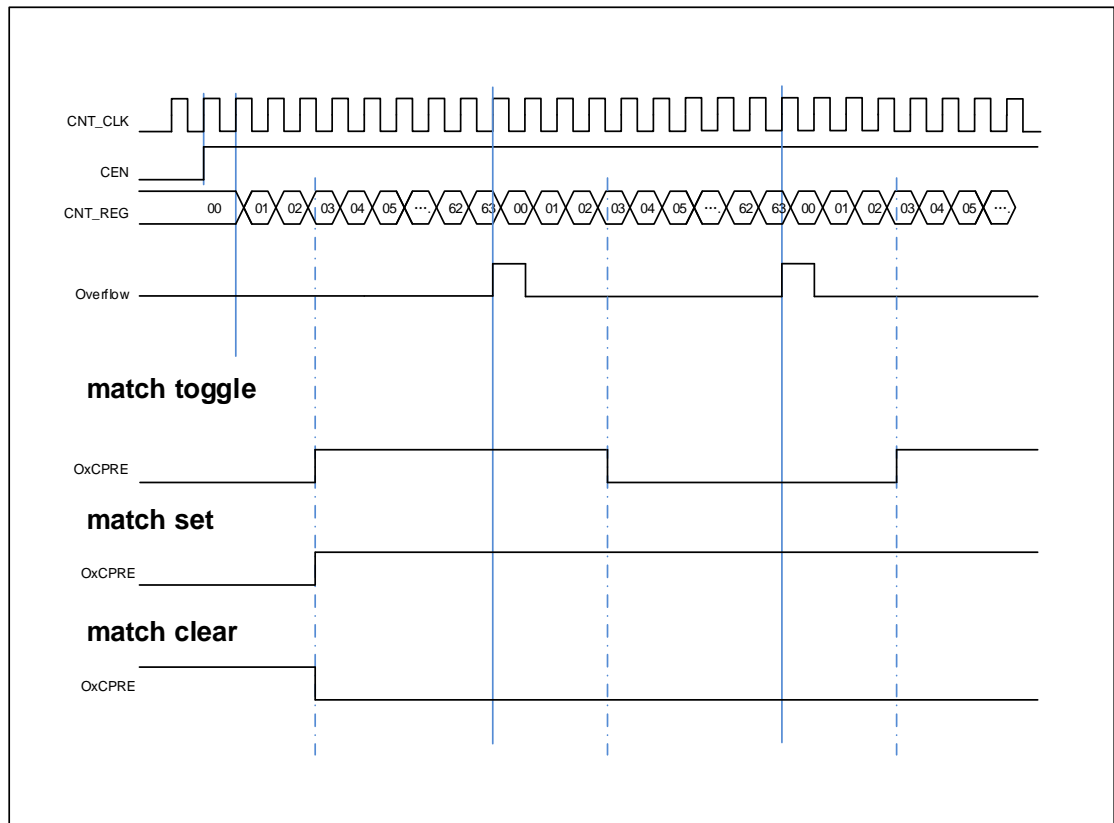 CNT_CLK
CEN
CNT_REG 00 01 02 03 04 05 ···. 62 63 00 01 02 03 04 05 ···. 62 63 00 01 02 03 04 05 ···.
Overflow
match toggle
OxCPRE
match set
OxCPRE
match clear
OxCPRE